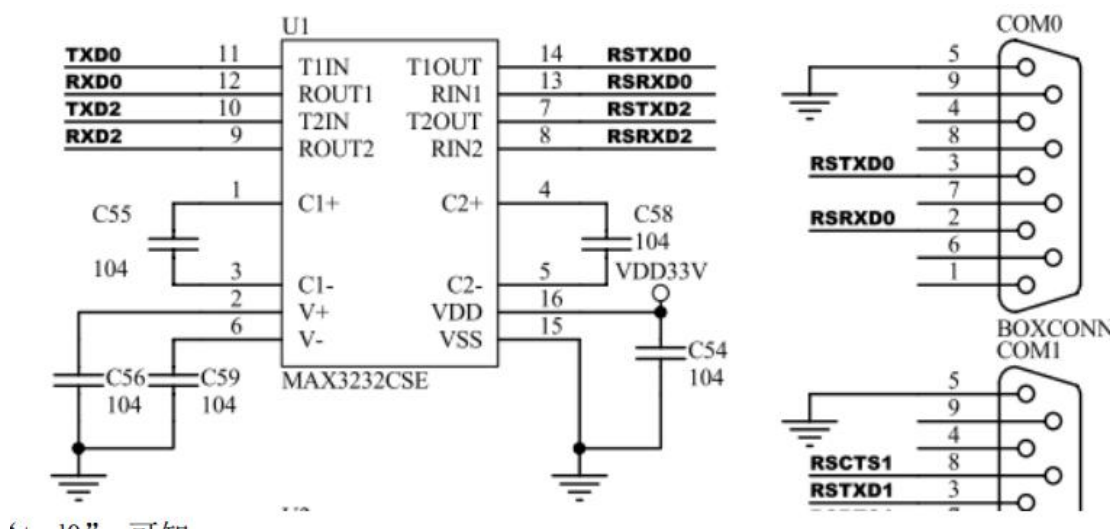 U1
TXD0 11 T1IN T1OUT 14 RSTXD0
RXD0 12 ROUT1 RIN1 13 RSRXD0
TXD2 10 T2IN T2OUT 7 RSTXD2
RXD2 9 ROUT2 RIN2 8 RSRXD2
1 C1+ C2+ 4
C55
104
C58
104
3 C1- C2- 5
VDD33V
2 V+ VDD 16
6 V- VSS 15
C56
104
C59
104
C54
104
MAX3232CSE
COM0
5
9
4
8
RSTXD0 3
7
RSRXD0 2
6
1
BOXCONN
COM1
5
9
4
RSCTS1 8
RSTXD1 3